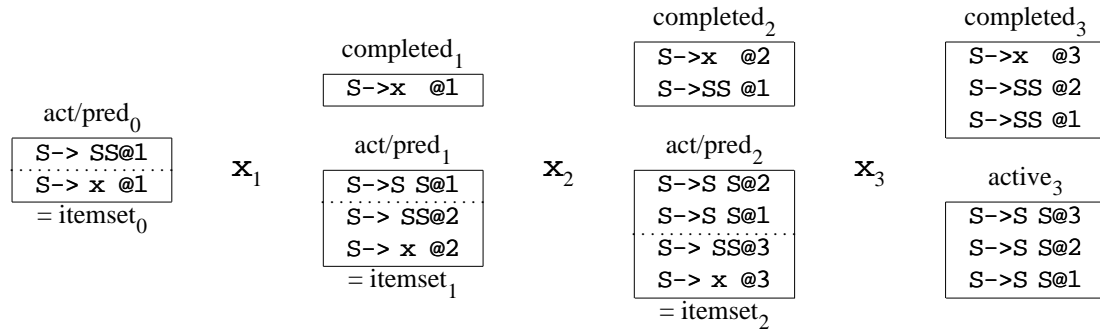 act/pred0
S-> SS@1
S-> x @1
= itemset0
x1
completed1
S->x @1
act/pred1
S->S S@1
S-> SS@2
S-> x @2
= itemset1
x2
completed2
S->x @2
S->SS @1
act/pred2
S->S S@2
S->S S@1
S-> SS@3
S-> x @3
= itemset2
x3
completed3
S->x @3
S->SS @2
S->SS @1
active3
S->S S@3
S->S S@2
S->S S@1